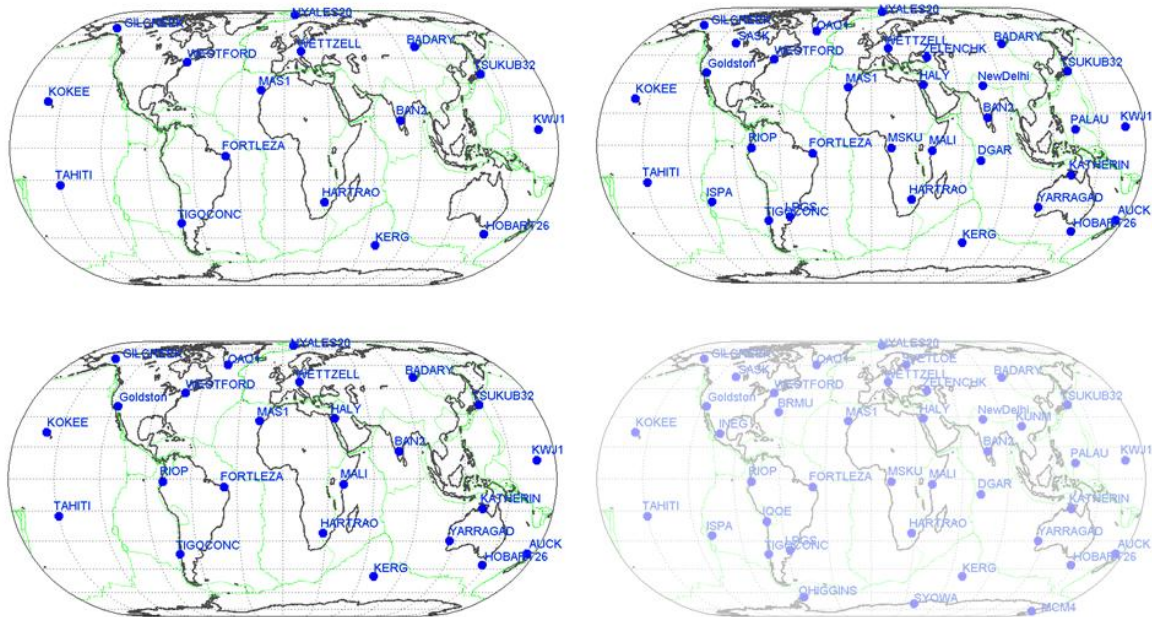 NYALES20
GILCREEK
WETTZELL
BADARY
WESTFORD
TSUKUB32
MAS1
KOKEE
BAN2
KWJ1
FORTLEZA
TAHITI
HARTRAO
TIGOCONC
HOBART26
KERG
NYALES20
GILCREEK
QAQ1
SASK
WETTZELL
BADARY
WESTFORD
ZELENCHK
Goldston
TSUKUB32
MAS1
HALY
NewDelhi
KOKEE
BAN2
PALAU
KWJ1
RIOP
FORTLEZA
MSKU
MALI
DGAR
KATHERIN
TAHITI
ISPA
HARTRAO
YARRAGAD
LPGS
TIGOCONC
AUCK
HOBART26
KERG
NYALES20
GILCREEK
QAQ1
WETTZELL
BADARY
WESTFORD
Goldston
TSUKUB32
MAS1
HALY
KOKEE
BAN2
KWJ1
RIOP
FORTLEZA
MALI
KATHERIN
TAHITI
HARTRAO
YARRAGAD
TIGOCONC
AUCK
HOBART26
KERG
NYALES20
GILCREEK
QAQ1
SVETLOE
SASK
WETTZELL
BADARY
WESTFORD
ZELENCHK
Goldston
BRMU
TSUKUB32
MAS1
HALY
NewDelhi
KUNM
INEG
KOKEE
BAN2
PALAU
KWJ1
RIOP
FORTLEZA
MSKU
MALI
DGAR
KATHERIN
TAHITI
ISPA
IQQE
HARTRAO
YARRAGAD
LPGS
TIGOCONC
AUCK
HOBART26
KERG
OHIGGINS
SYOWA
MCM4